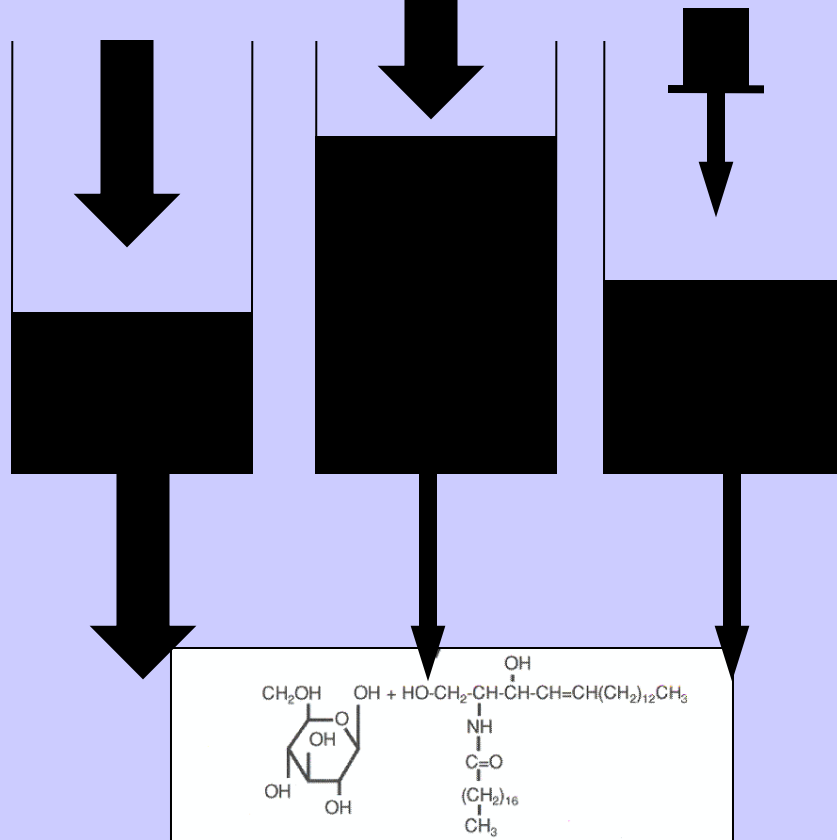 OH
CH₂OH OH + HO-CH₂-CH-CH-CH=CH(CH₂)₁₂CH₃
O
NH
OH
C=O
OH
(CH₂)₁₆
OH
CH₃